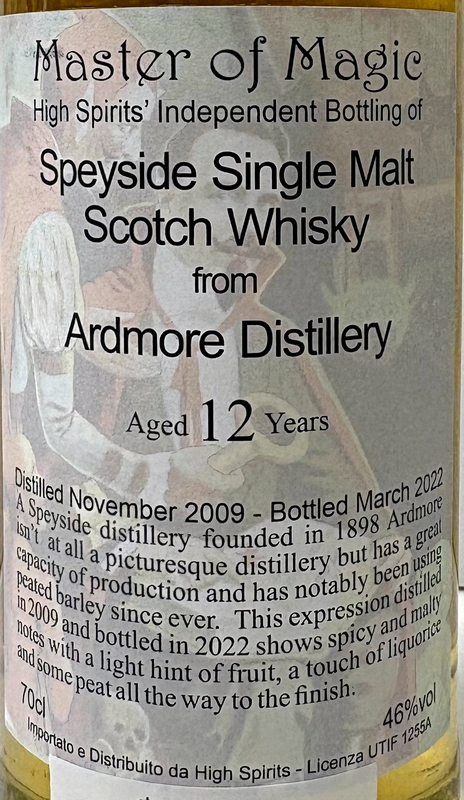 Master of Magic
High Spirits' Independent Bottling of
Speyside Single Malt
Scotch Whisky
from
Ardmore Distillery
Aged 12 Years
Distilled November 2009 - Bottled March 2022
A Speyside distillery founded in 1898 Ardmore
isn't at all a picturesque distillery but has a great
capacity of production and has notably been using
peated barley since ever. This expression distilled
in 2009 and bottled in 2022 shows spicy and malty
notes with a light hint of fruit, a touch of liquorice
and some peat all the way to the finish.
70cl 46%vol
Importato e Distribuito da High Spirits - Licenza UTIF 1255A